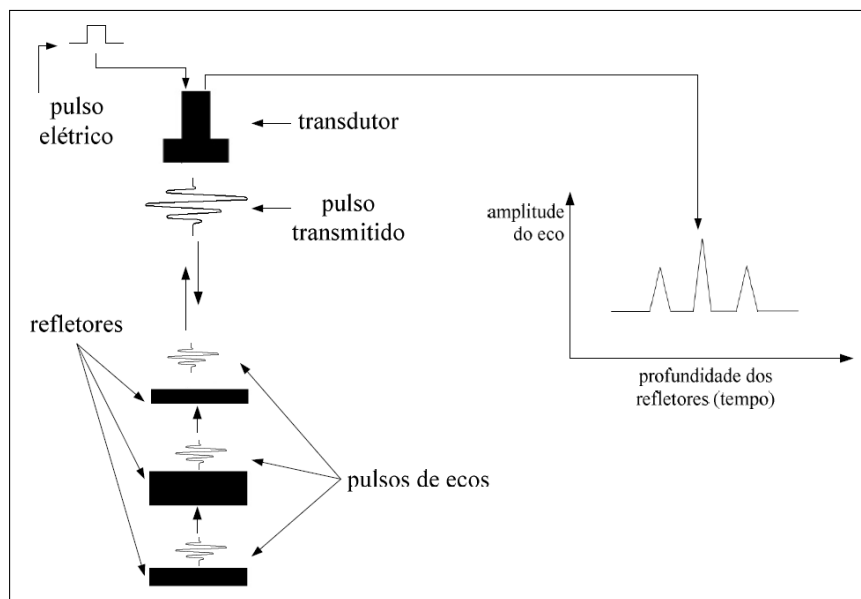 pulso
elétrico
transdutor
pulso
transmitido
amplitude
do eco
refletores
profundidade dos
refletores (tempo)
pulsos de ecos